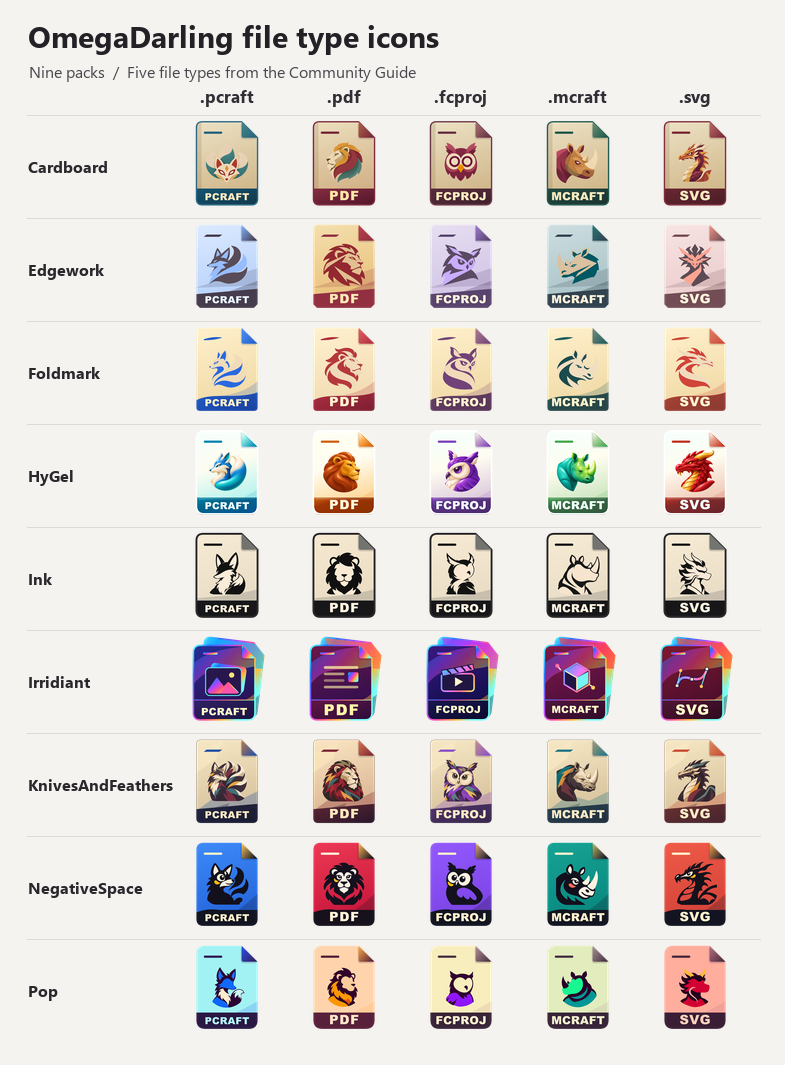 OmegaDarling file type icons
Nine packs / Five file types from the Community Guide
.pcraft .pdf .fcproj .mcraft .svg
Cardboard
PCRAFT PDF FCPROJ MCRAFT SVG
Edgework
PCRAFT PDF FCPROJ MCRAFT SVG
Foldmark
PCRAFT PDF FCPROJ MCRAFT SVG
HyGel
PCRAFT PDF FCPROJ MCRAFT SVG
Ink
PCRAFT PDF FCPROJ MCRAFT SVG
Irridiant
PCRAFT PDF FCPROJ MCRAFT SVG
KnivesAndFeathers
PCRAFT PDF FCPROJ MCRAFT SVG
NegativeSpace
PCRAFT PDF FCPROJ MCRAFT SVG
Pop
PCRAFT PDF FCPROJ MCRAFT SVG